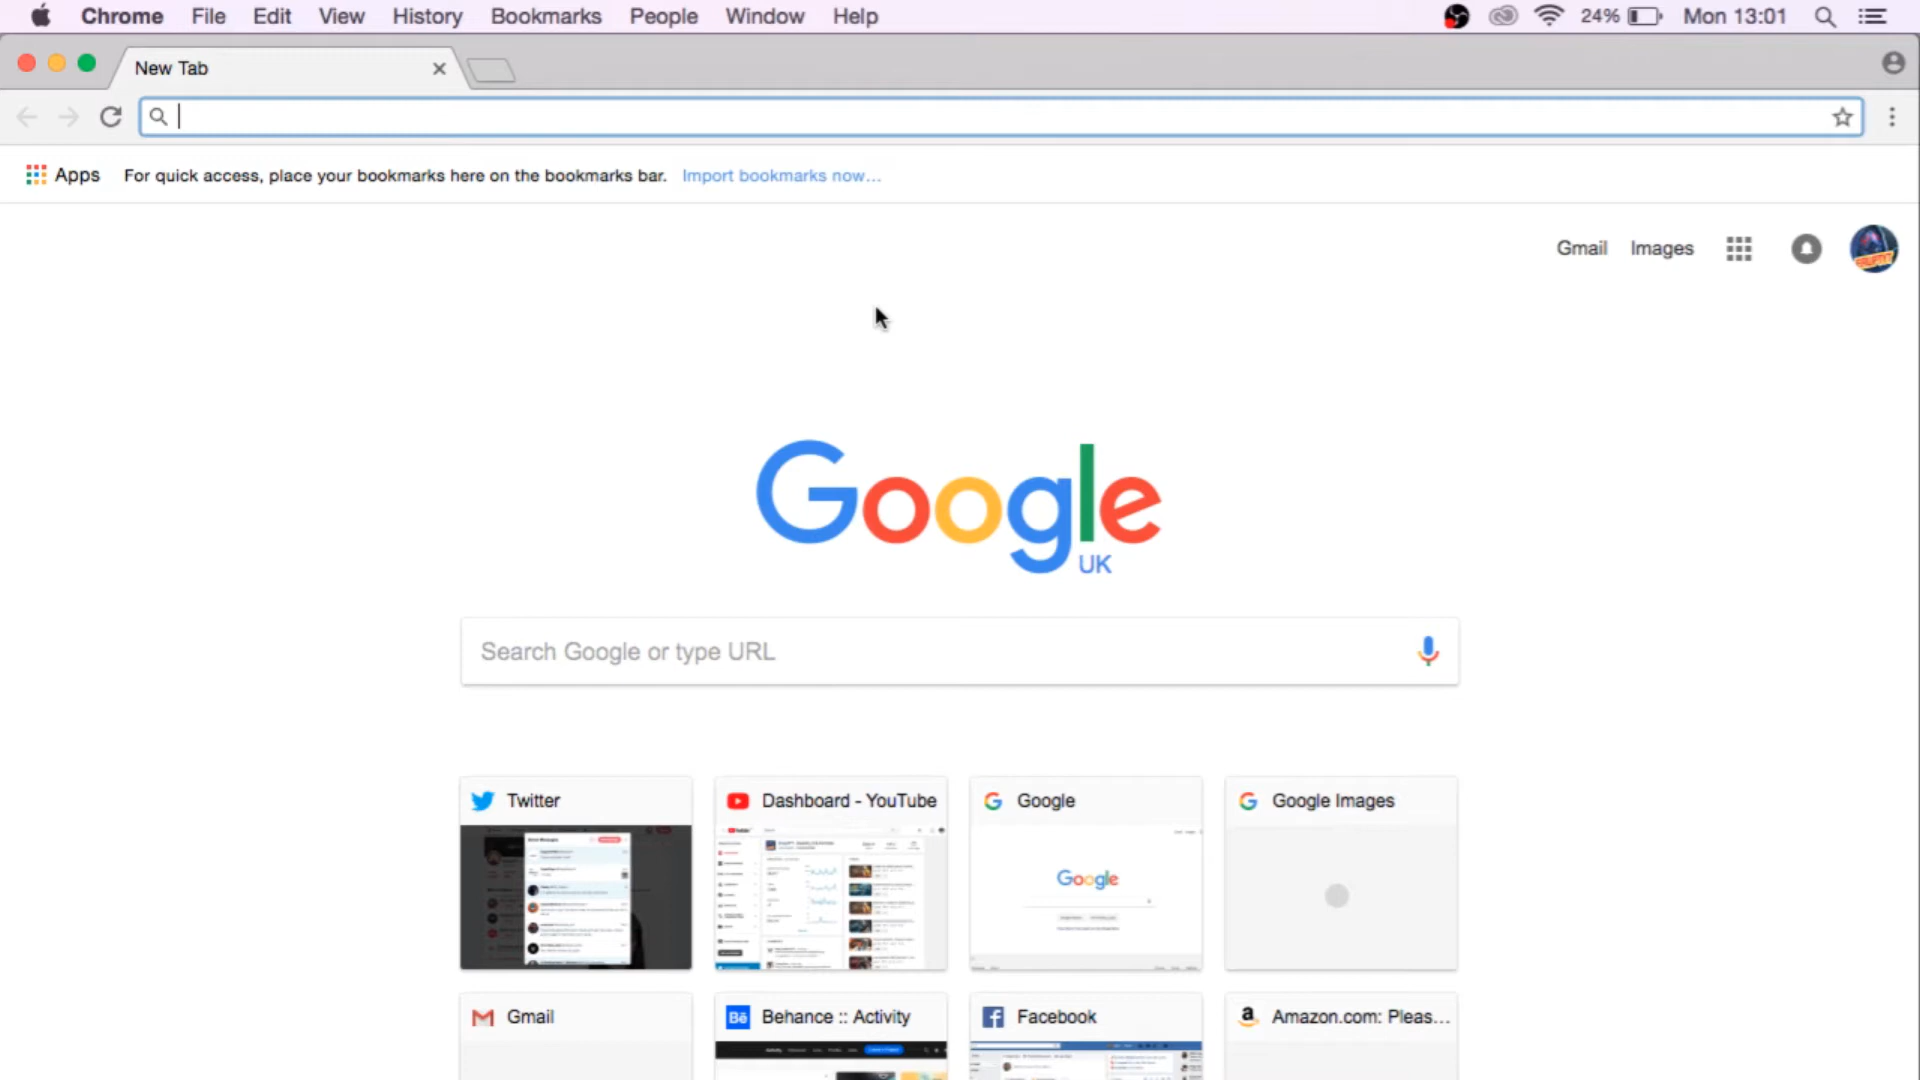 Chrome File Edit View History Bookmarks People Window Help 24% Mon 13:01
New Tab
Apps For quick access, place your bookmarks here on the bookmarks bar. Import bookmarks now...
Gmail Images
Google
UK
Search Google or type URL
Twitter Dashboard - YouTube Google Google Images
Google
Gmail Behance :: Activity Facebook Amazon.com: Pleas...